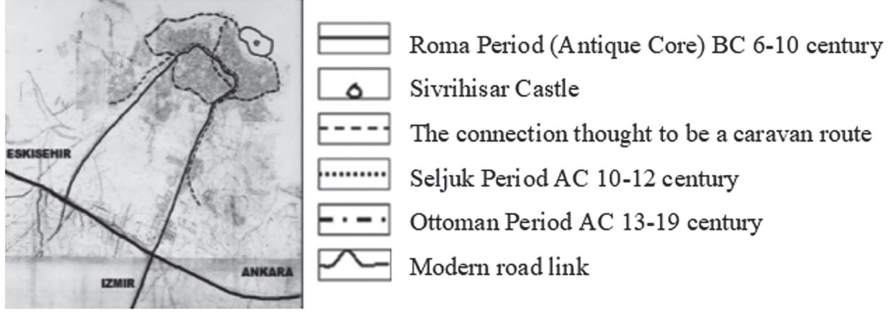 ESKISEHIR
IZMIR
ANKARA
Roma Period (Antique Core) BC 6-10 century
Sivrihisar Castle
The connection thought to be a caravan route
Seljuk Period AC 10-12 century
Ottoman Period AC 13-19 century
Modern road link